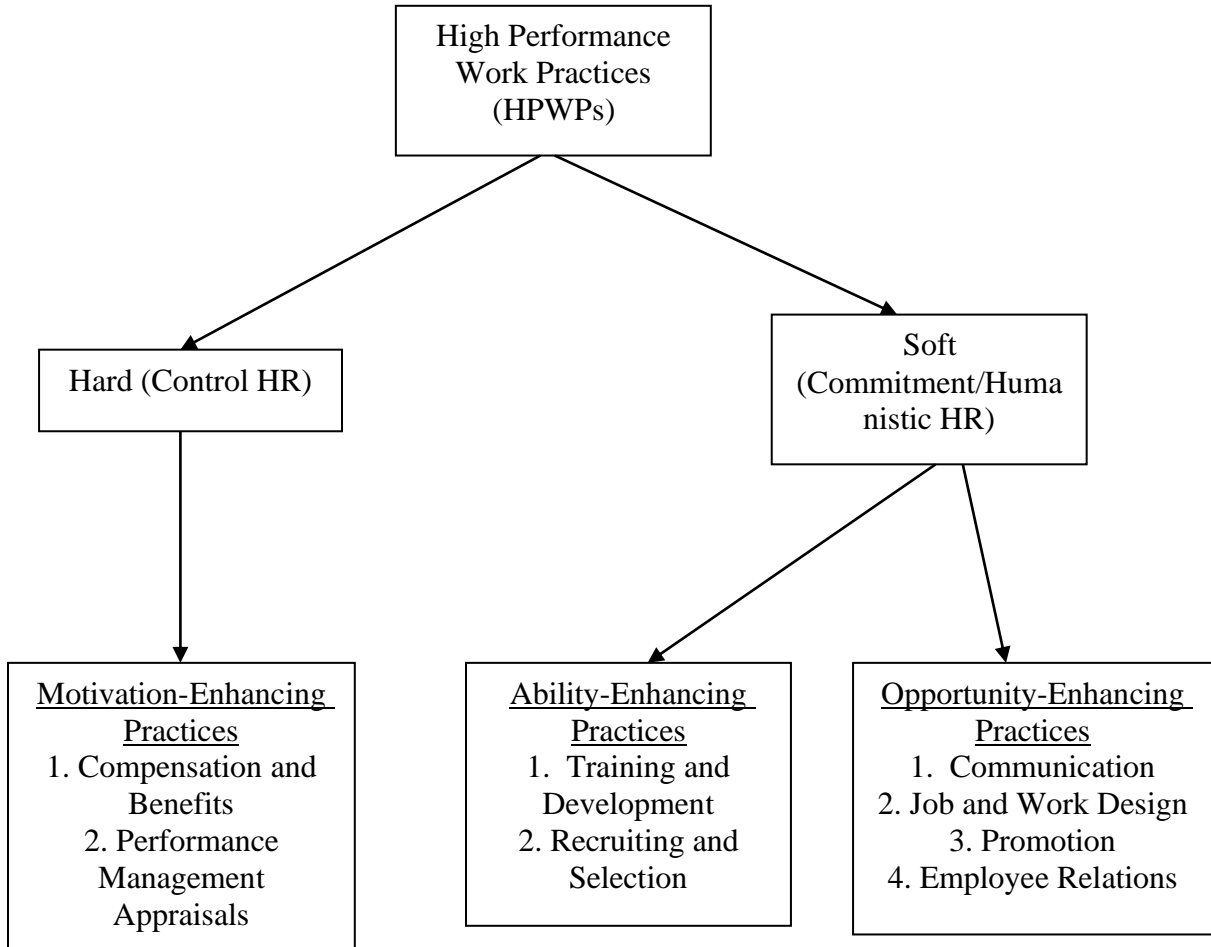 High Performance
Work Practices
(HPWPs)
Hard (Control HR)
Soft
(Commitment/Huma
nistic HR)
Motivation-Enhancing
Practices
1. Compensation and
Benefits
2. Performance
Management
Appraisals
Ability-Enhancing
Practices
1. Training and
Development
2. Recruiting and
Selection
Opportunity-Enhancing
Practices
1. Communication
2. Job and Work Design
3. Promotion
4. Employee Relations